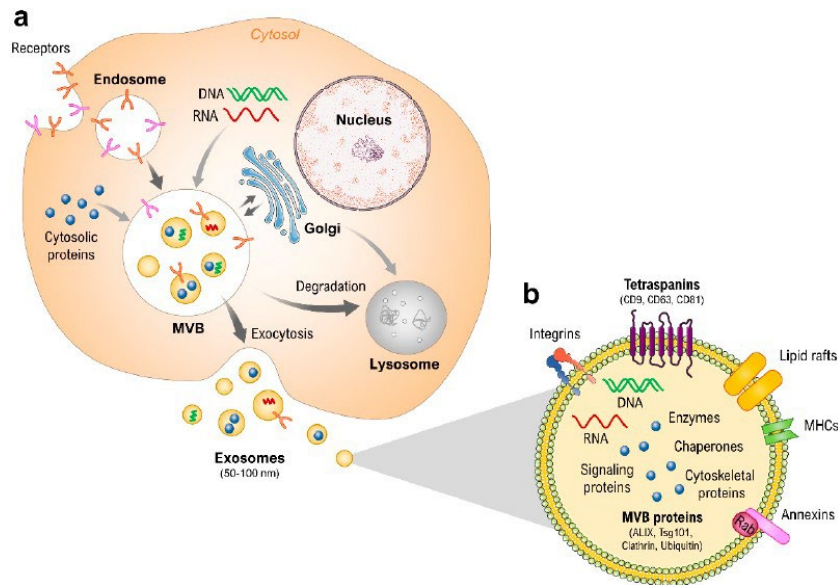 a
Cytosol
Receptors
Endosome
DNA
RNA
Nucleus
Cytosolic
proteins
Golgi
MVB
Degradation
Exocytosis
Lysosome
Exosomes
(50-100 nm)
b
Tetraspanins
(CD9, CD63, CD81)
Integrins
Lipid rafts
DNA
RNA
Enzymes
MHCs
Chaperones
Signaling
proteins
Cytoskeletal
proteins
MVB proteins
(ALIX, Tsg101,
Clathrin, Ubiquitin)
Rab
Annexins